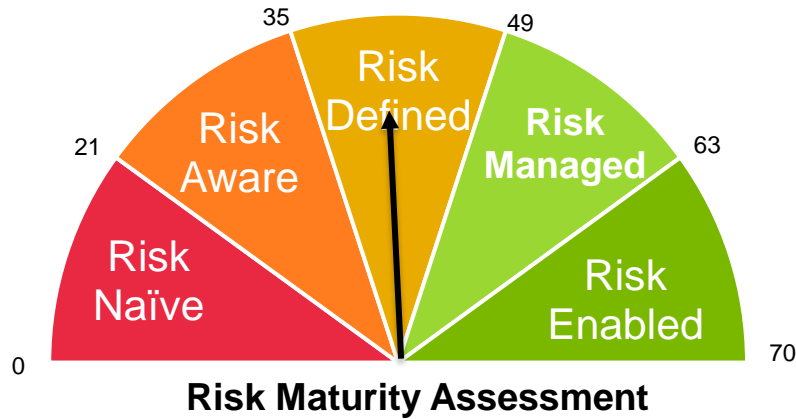 35
49
Risk
Defined
Risk
Aware
Risk
Managed
21
63
Risk
Naïve
Risk
Enabled
0
70
Risk Maturity Assessment